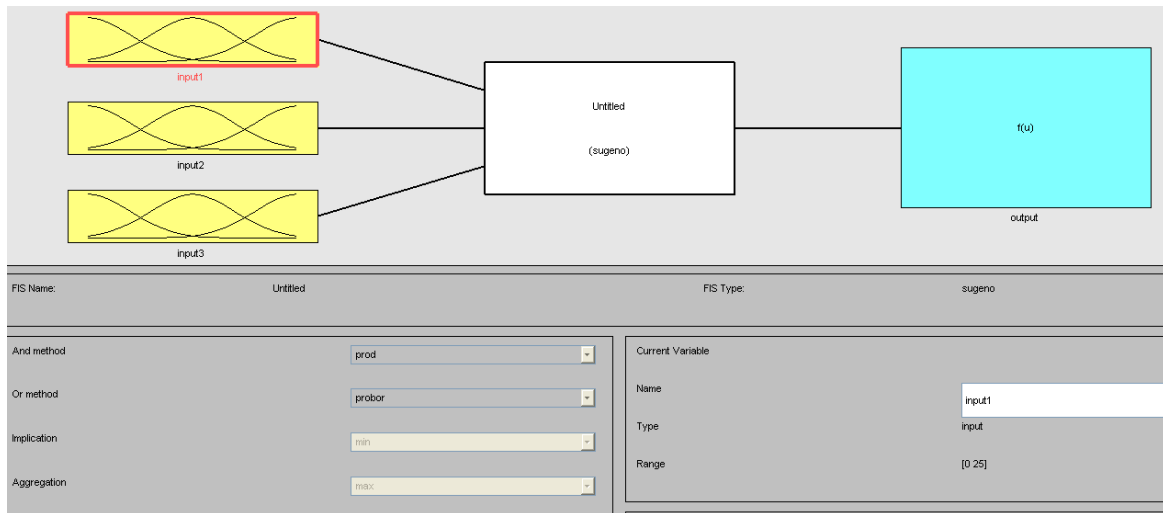 input1
Untitled
f(u)
(sugeno)
input2
output
input3
FIS Name: Untitled FIS Type: sugeno
And method prod
Or method probor
Implication min
Aggregation max
Current Variable
Name input1
Type input
Range [0 25]